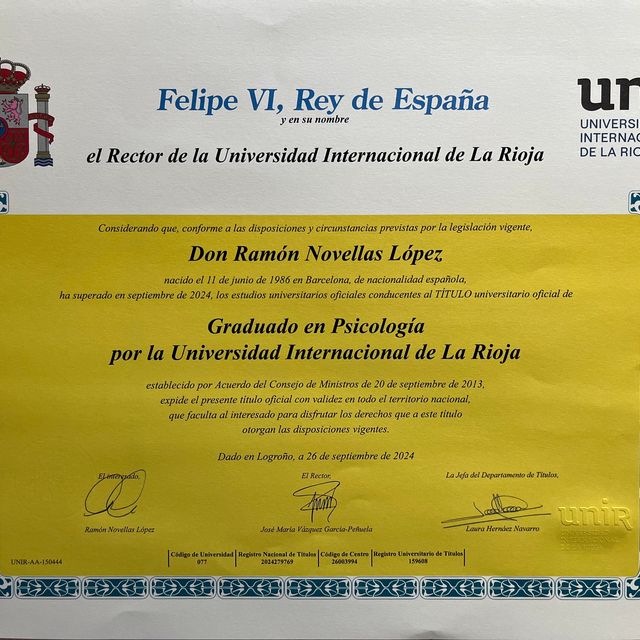 Felipe VI, Rey de España
y en su nombre
el Rector de la Universidad Internacional de La Rioja
un
UNIVERSI
INTERNAC
DE LA RIO
Considerando que, conforme a las disposiciones y circunstancias previstas por la legislación vigente,
Don Ramón Novellas López
nacido el 11 de junio de 1986 en Barcelona, de nacionalidad española,
ha superado en septiembre de 2024, los estudios universitarios oficiales conducentes al TÍTULO universitario oficial de
Graduado en Psicología
por la Universidad Internacional de La Rioja
establecido por Acuerdo del Consejo de Ministros de 20 de septiembre de 2013,
expide el presente título oficial con validez en todo el territorio nacional,
que faculta al interesado para disfrutar los derechos que a este título
otorgan las disposiciones vigentes.
Dado en Logroño, a 26 de septiembre de 2024
El interesado, El Rector, La Jefa del Departamento de Títulos,
Ramón Novellas López José María Vázquez García-Peñuela Laura Hernáez Navarro
unir
UNIR-AA-150444
Código de Universidad Registro Nacional de Títulos Código de Centro Registro Universitario de Títulos
077 2024279769 26003994 159608